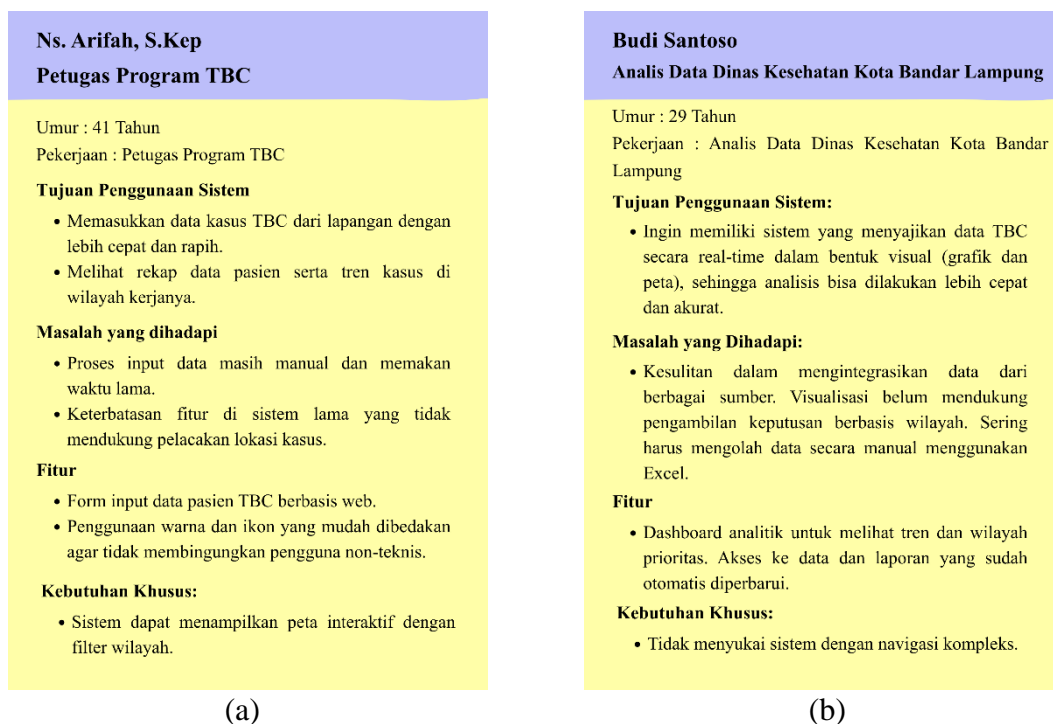 Ns. Arifah, S.Kep
Petugas Program TBC
Umur : 41 Tahun
Pekerjaan : Petugas Program TBC
Tujuan Penggunaan Sistem
• Memasukkan data kasus TBC dari lapangan dengan
lebih cepat dan rapih.
• Melihat rekap data pasien serta tren kasus di
wilayah kerjanya.
Masalah yang dihadapi
• Proses input data masih manual dan memakan
waktu lama.
• Keterbatasan fitur di sistem lama yang tidak
mendukung pelacakan lokasi kasus.
Fitur
• Form input data pasien TBC berbasis web.
• Penggunaan warna dan ikon yang mudah dibedakan
agar tidak membingungkan pengguna non-teknis.
Kebutuhan Khusus:
• Sistem dapat menampilkan peta interaktif dengan
filter wilayah.
(a)
Budi Santoso
Analis Data Dinas Kesehatan Kota Bandar Lampung
Umur : 29 Tahun
Pekerjaan : Analis Data Dinas Kesehatan Kota Bandar
Lampung
Tujuan Penggunaan Sistem:
• Ingin memiliki sistem yang menyajikan data TBC
secara real-time dalam bentuk visual (grafik dan
peta), sehingga analisis bisa dilakukan lebih cepat
dan akurat.
Masalah yang Dihadapi:
• Kesulitan dalam mengintegrasikan data dari
berbagai sumber. Visualisasi belum mendukung
pengambilan keputusan berbasis wilayah. Sering
harus mengolah data secara manual menggunakan
Excel.
Fitur
• Dashboard analitik untuk melihat tren dan wilayah
prioritas. Akses ke data dan laporan yang sudah
otomatis diperbarui.
Kebutuhan Khusus:
• Tidak menyukai sistem dengan navigasi kompleks.
(b)